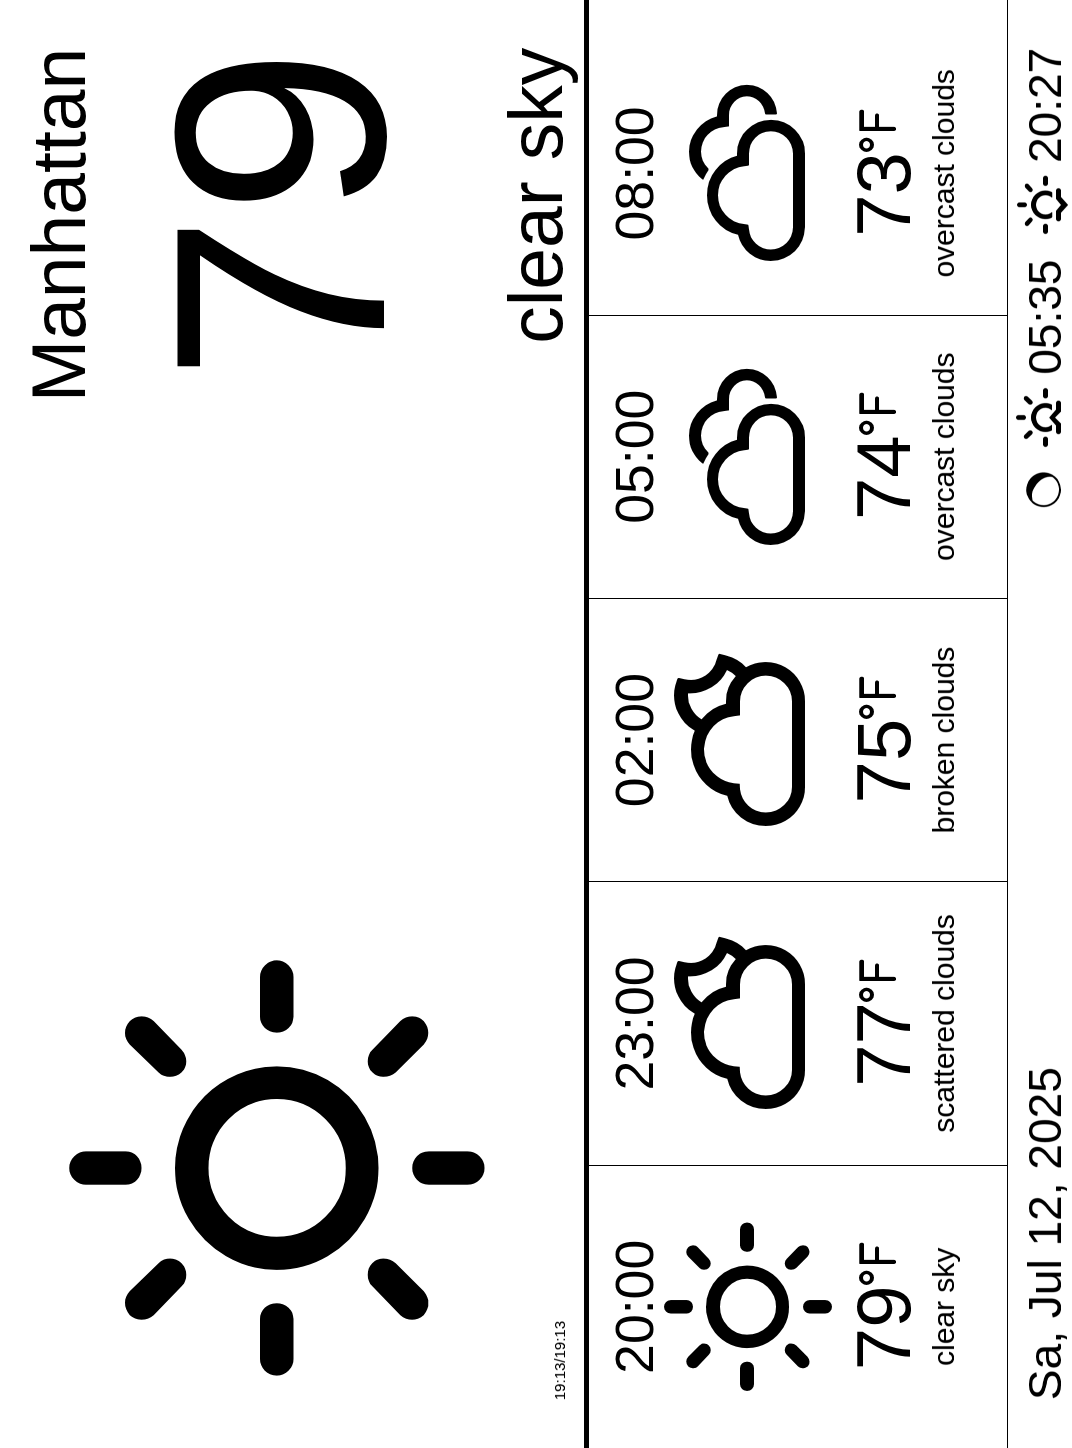 Manhattan
79
clear sky
19:13/19:13
20:00
79°F
clear sky
23:00
77°F
scattered clouds
02:00
75°F
broken clouds
05:00
74°F
overcast clouds
08:00
73°F
overcast clouds
Sa, Jul 12, 2025
05:35
20:27